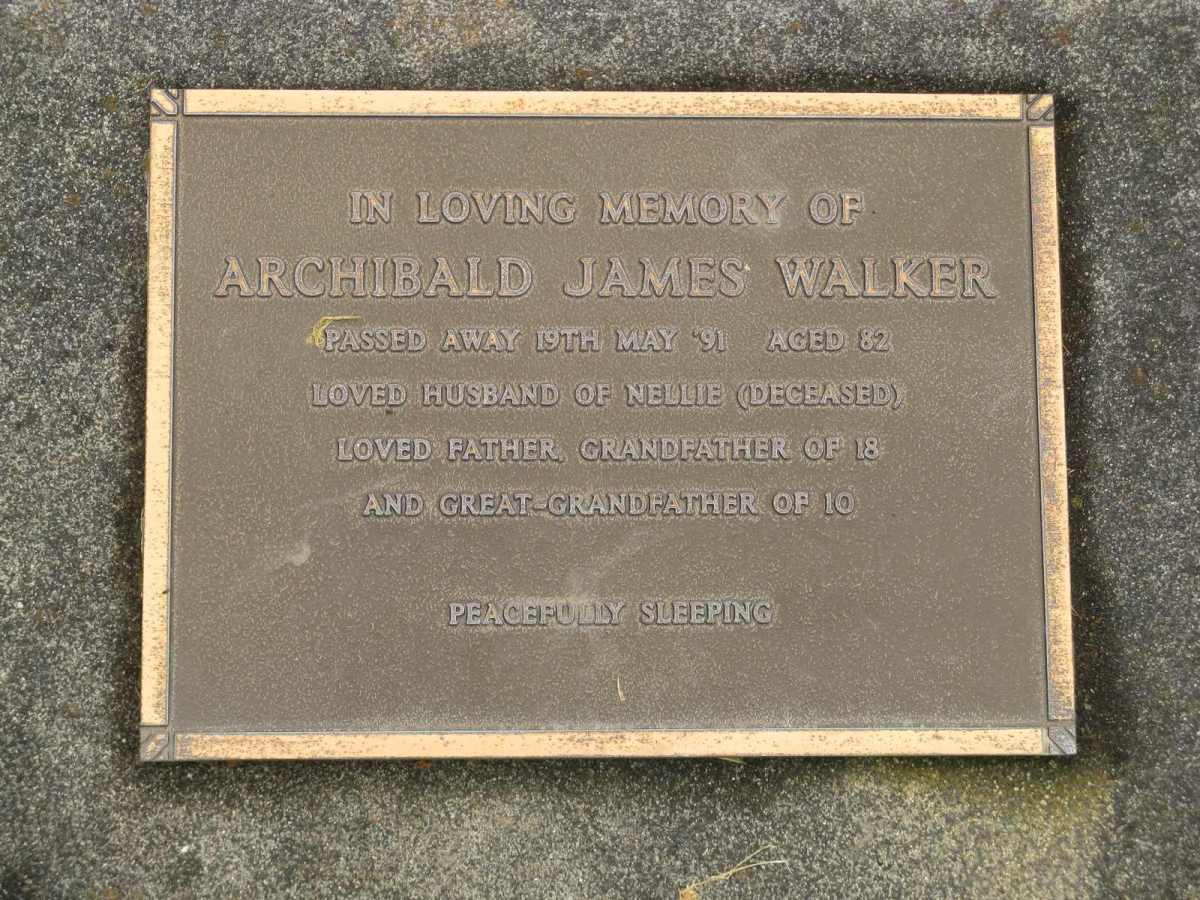 IN LOVING MEMORY OF
ARCHIBALD JAMES WALKER
PASSED AWAY 19TH MAY '91 AGED 82
LOVED HUSBAND OF NELLIE (DECEASED)
LOVED FATHER, GRANDFATHER OF 18
AND GREAT-GRANDFATHER OF 10
PEACEFULLY SLEEPING